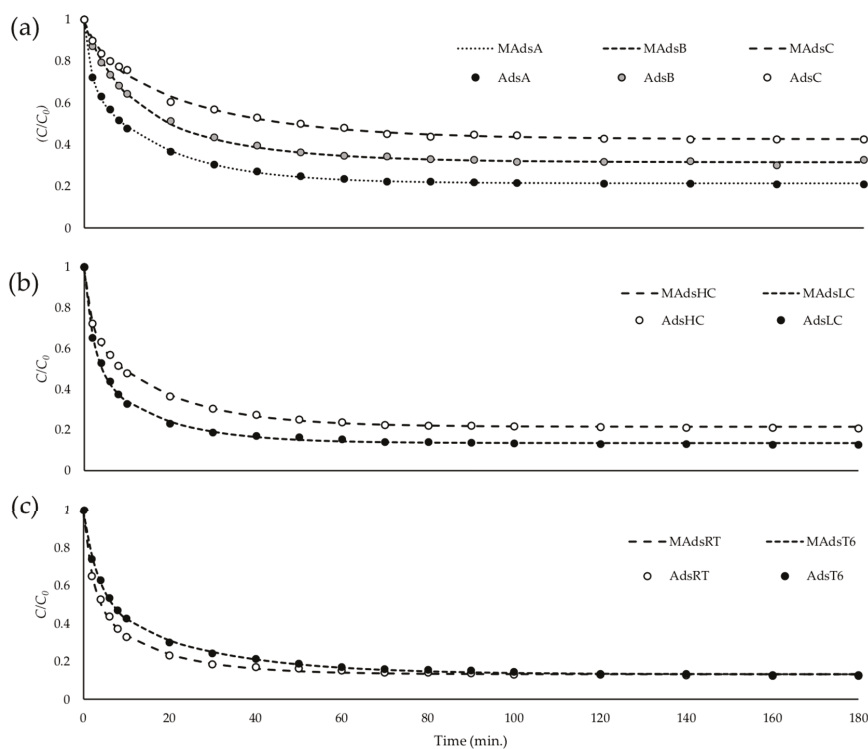 (a)
1
0.8
0.6
0.4
0.2
0
(C/C₀)
MAdsA MAdsB MAdsC
AdsA AdsB AdsC
(b)
1
0.8
0.6
0.4
0.2
0
C/C₀
MAdsHC MAdsLC
AdsHC AdsLC
(c)
1
0.8
0.6
0.4
0.2
0
C/C₀
MAdsRT MAdsT6
AdsRT AdsT6
0 20 40 60 80 100 120 140 160 180
Time (min.)